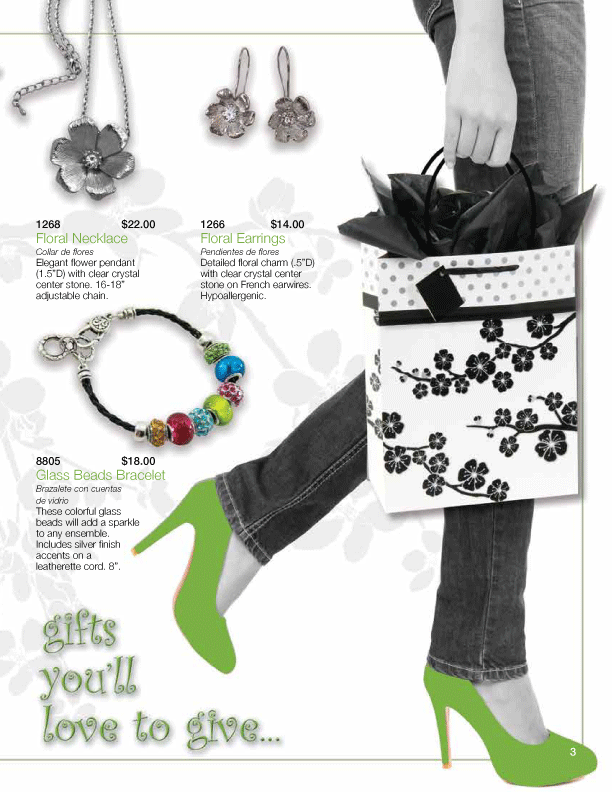 1268 $22.00
Floral Necklace
Collar de flores
Elegant flower pendant
(1.5"D) with clear crystal
center stone. 16-18"
adjustable chain.
1266 $14.00
Floral Earrings
Pendientes de flores
Detailed floral charm (.5"D)
with clear crystal center
stone on French earwires.
Hypoallergenic.
8805 $18.00
Glass Beads Bracelet
Brazalete con cuentas
de vidrio
These colorful glass
beads will add a sparkle
to any ensemble.
Includes silver finish
accents on a
leatherette cord. 8".
gifts
you'll
love to give...
3